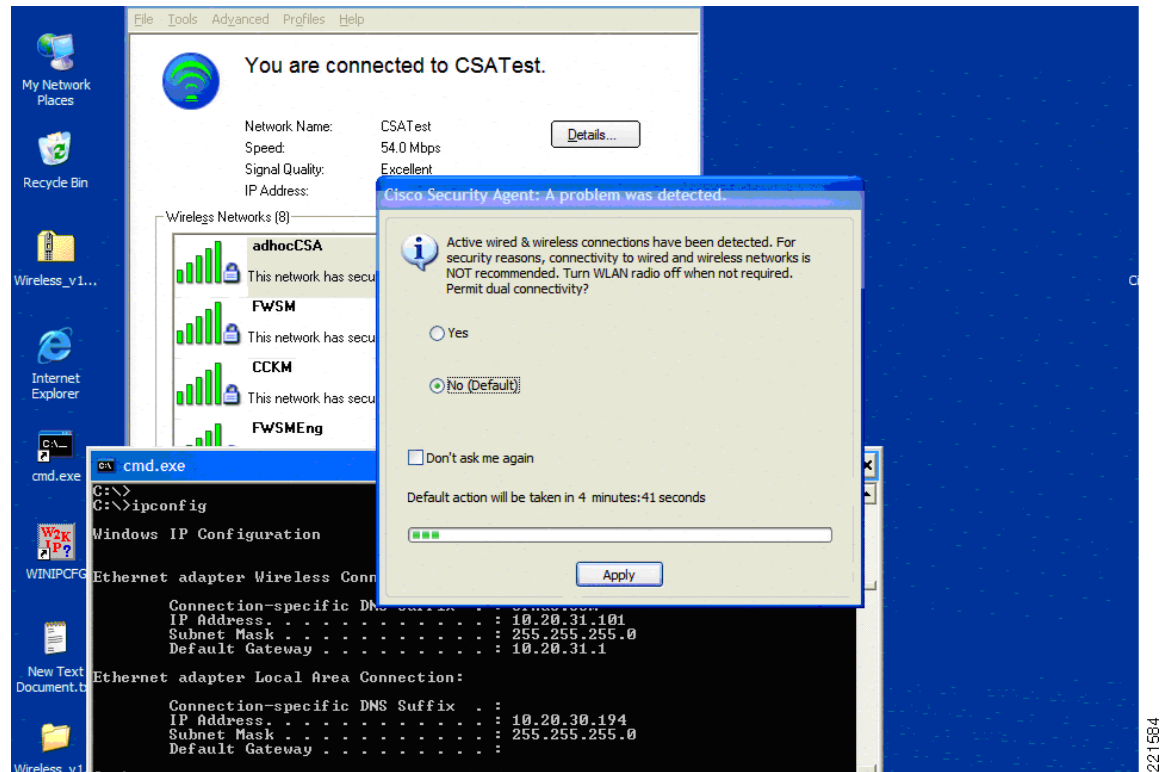 File Tools Advanced Profiles Help
You are connected to CSATest.
Network Name: CSATest
Speed: 54.0 Mbps
Signal Quality: Excellent
IP Address:
Details...
Wireless Networks (8)
adhocCSA
This network has secu
FWSM
This network has secu
CCKM
This network has secu
FWSMEng
My Network
Places
Recycle Bin
Wireless_v1...
Internet
Explorer
cmd.exe
W2K
IP?
WINIPCFG
New Text
Document.t
Wireless_v1
Cisco Security Agent: A problem was detected.
Active wired & wireless connections have been detected. For
security reasons, connectivity to wired and wireless networks is
NOT recommended. Turn WLAN radio off when not required.
Permit dual connectivity?
Yes
No (Default)
Don't ask me again
Default action will be taken in 4 minutes:41 seconds
Apply
cmd.exe
C:\>
C:\>ipconfig
Windows IP Configuration
Ethernet adapter Wireless Conn
Connection-specific DNS Suffix . :
IP Address. . . . . . . . . . . . : 10.20.31.101
Subnet Mask . . . . . . . . . . . : 255.255.255.0
Default Gateway . . . . . . . . . : 10.20.31.1
Ethernet adapter Local Area Connection:
Connection-specific DNS Suffix . :
IP Address. . . . . . . . . . . . : 10.20.30.194
Subnet Mask . . . . . . . . . . . : 255.255.255.0
Default Gateway . . . . . . . . . :
Ci
221584